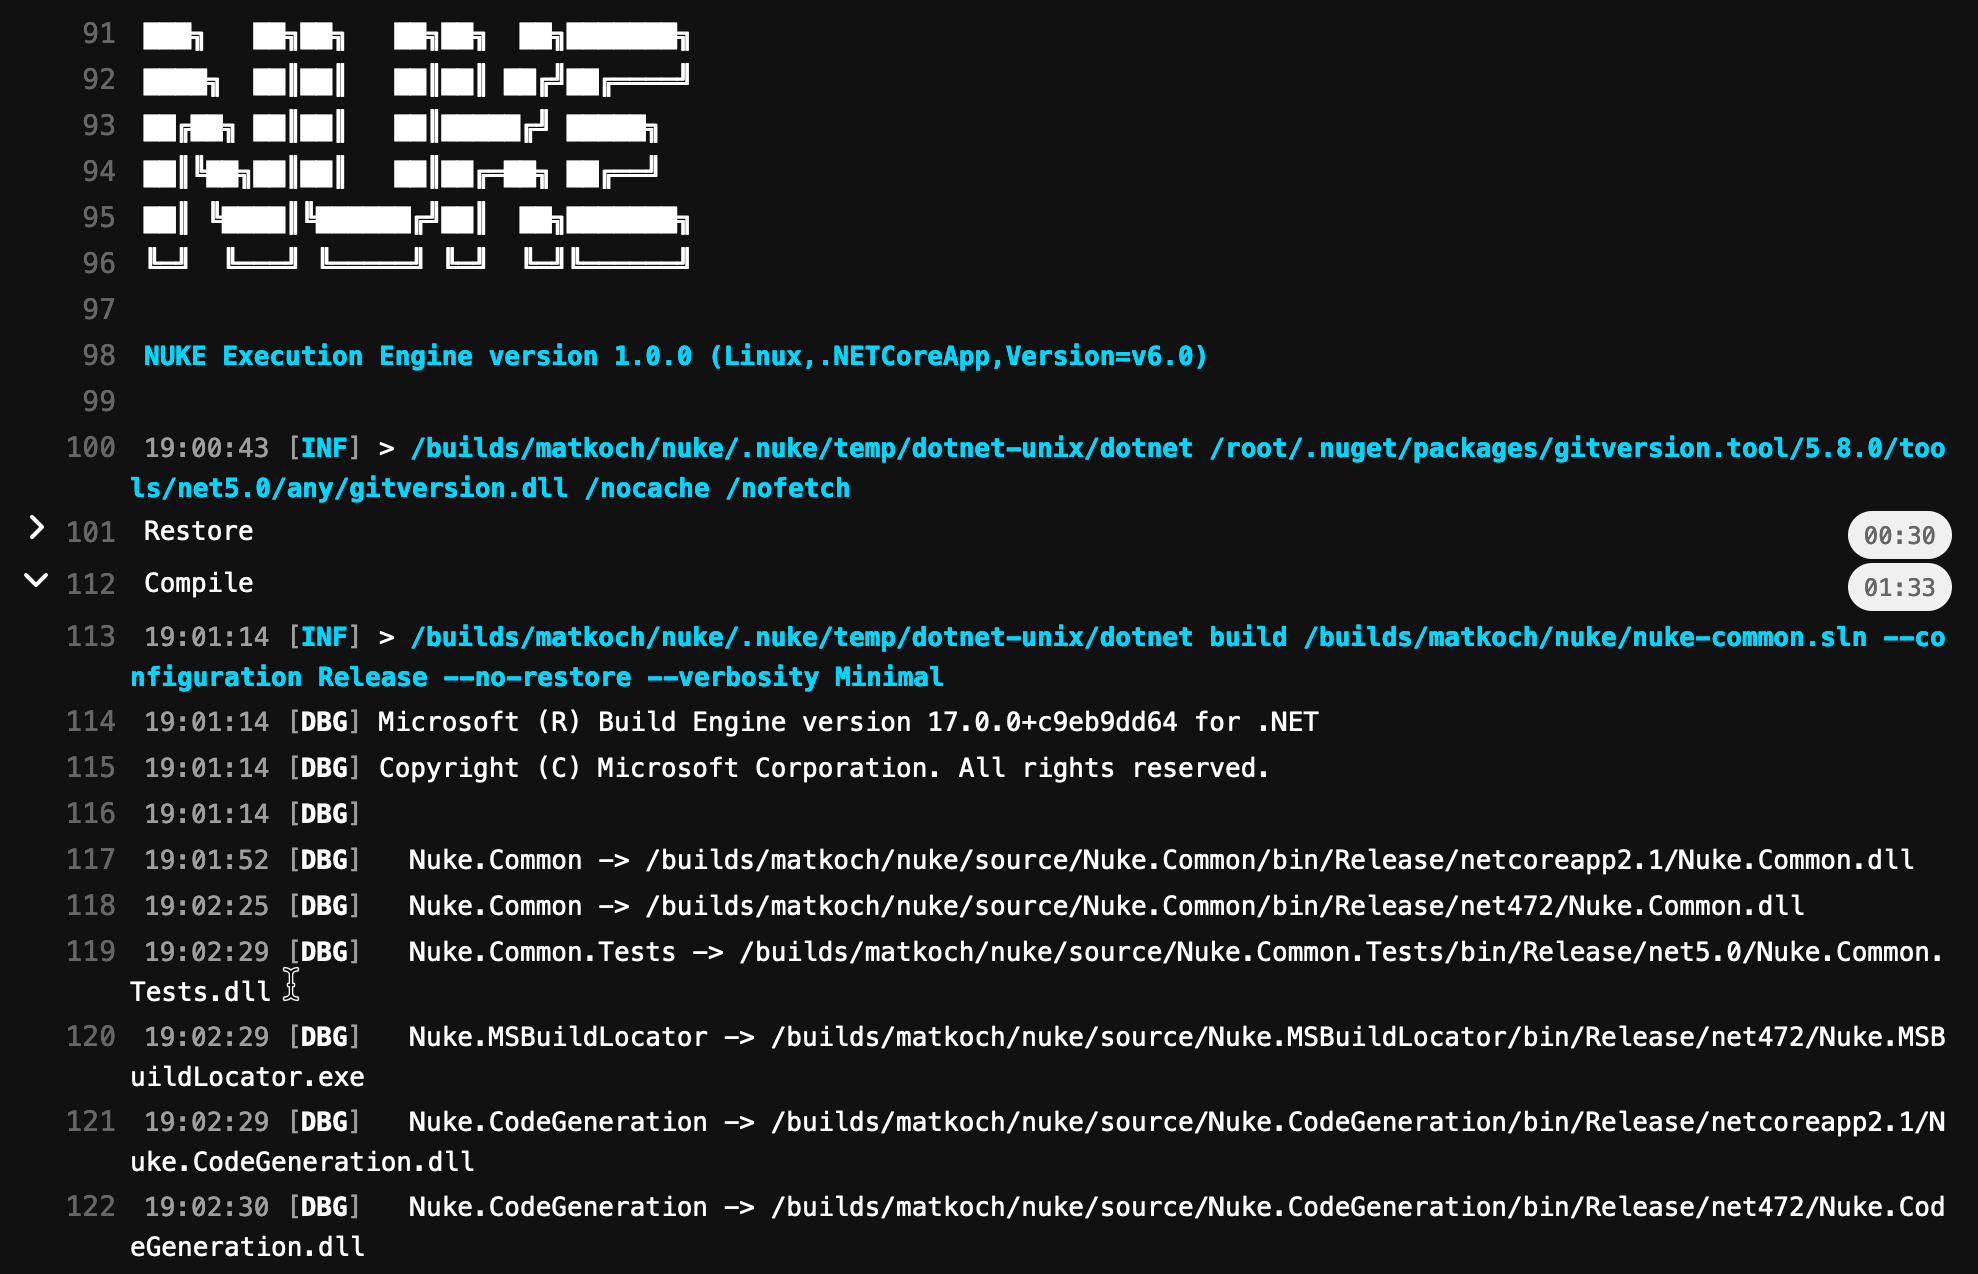 91 ███╗   ██╗██╗   ██╗██╗  ██╗███████╗
92 ████╗  ██║██║   ██║██║ ██╔╝██╔════╝
93 ██╔██╗ ██║██║   ██║█████╔╝ █████╗
94 ██║╚██╗██║██║   ██║██╔═██╗ ██╔══╝
95 ██║ ╚████║╚██████╔╝██║  ██╗███████╗
96 ╚═╝  ╚═══╝ ╚═════╝ ╚═╝  ╚═╝╚══════╝
97
98 NUKE Execution Engine version 1.0.0 (Linux,.NETCoreApp,Version=v6.0)
99
100 19:00:43 [INF] > /builds/matkoch/nuke/.nuke/temp/dotnet-unix/dotnet /root/.nuget/packages/gitversion.tool/5.8.0/too
ls/net5.0/any/gitversion.dll /nocache /nofetch
101 Restore 00:30
112 Compile 01:33
113 19:01:14 [INF] > /builds/matkoch/nuke/.nuke/temp/dotnet-unix/dotnet build /builds/matkoch/nuke/nuke-common.sln --co
nfiguration Release --no-restore --verbosity Minimal
114 19:01:14 [DBG] Microsoft (R) Build Engine version 17.0.0+c9eb9dd64 for .NET
115 19:01:14 [DBG] Copyright (C) Microsoft Corporation. All rights reserved.
116 19:01:14 [DBG]
117 19:01:52 [DBG]   Nuke.Common -> /builds/matkoch/nuke/source/Nuke.Common/bin/Release/netcoreapp2.1/Nuke.Common.dll
118 19:02:25 [DBG]   Nuke.Common -> /builds/matkoch/nuke/source/Nuke.Common/bin/Release/net472/Nuke.Common.dll
119 19:02:29 [DBG]   Nuke.Common.Tests -> /builds/matkoch/nuke/source/Nuke.Common.Tests/bin/Release/net5.0/Nuke.Common.
Tests.dll
120 19:02:29 [DBG]   Nuke.MSBuildLocator -> /builds/matkoch/nuke/source/Nuke.MSBuildLocator/bin/Release/net472/Nuke.MSB
uildLocator.exe
121 19:02:29 [DBG]   Nuke.CodeGeneration -> /builds/matkoch/nuke/source/Nuke.CodeGeneration/bin/Release/netcoreapp2.1/N
uke.CodeGeneration.dll
122 19:02:30 [DBG]   Nuke.CodeGeneration -> /builds/matkoch/nuke/source/Nuke.CodeGeneration/bin/Release/net472/Nuke.Cod
eGeneration.dll